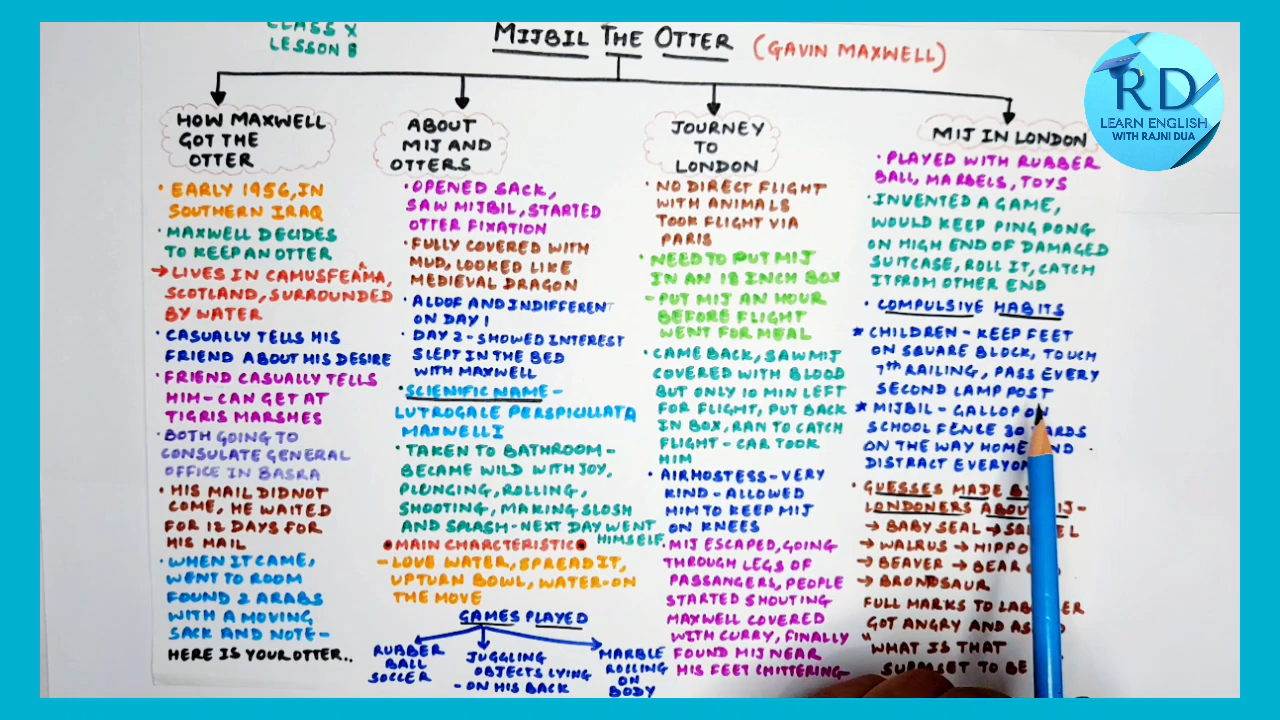 CLASS X
LESSON 8
MIJBIL THE OTTER (GAVIN MAXWELL)
RD
LEARN ENGLISH
WITH RAJNI DUA
HOW MAXWELL
GOT THE
OTTER
• EARLY 1956, IN
SOUTHERN IRAQ
• MAXWELL DECIDES
TO KEEP AN OTTER
→ LIVES IN CAMUSFEAMA,
SCOTLAND, SURROUNDED
BY WATER
• CASUALLY TELLS HIS
FRIEND ABOUT HIS DESIRE
• FRIEND CASUALLY TELLS
HIM - CAN GET AT
TIGRIS MARSHES
• BOTH GOING TO
CONSULATE GENERAL
OFFICE IN BASRA
• HIS MAIL DIDNOT
COME, HE WAITED
FOR 12 DAYS FOR
HIS MAIL
• WHEN IT CAME,
WENT TO ROOM
FOUND 2 ARABS
WITH A MOVING
SACK AND NOTE-
HERE IS YOUR OTTER..
ABOUT
MIJ AND
OTTERS
• OPENED SACK,
SAW MIJBIL, STARTED
OTTER FIXATION
• FULLY COVERED WITH
MUD, LOOKED LIKE
MEDIEVAL DRAGON
• ALOOF AND INDIFFERENT
ON DAY 1
• DAY 2 - SHOWED INTEREST
SLEPT IN THE BED
WITH MAXWELL
• SCIENIFIC NAME -
LUTROGALE PERSPICILLATA
MAXWELLI
• TAKEN TO BATHROOM -
BECAME WILD WITH JOY,
PLUNGING, ROLLING,
SHOOTING, MAKING SLOSH
AND SPLASH - NEXT DAY WENT
HIMSELF
• MAIN CHARCTERISTIC •
- LOVE WATER, SPREAD IT,
UPTURN BOWL, WATER-ON
THE MOVE
GAMES PLAYED
RUBBER
BALL
SOCCER
JUGGLING
OBJECTS LYING
- ON HIS BACK
MARBLE
ROLLING
ON
BODY
JOURNEY
TO
LONDON
• NO DIRECT FLIGHT
WITH ANIMALS
TOOK FLIGHT VIA
PARIS
• NEED TO PUT MIJ
IN AN 18 INCH BOX
- PUT MIJ AN HOUR
BEFORE FLIGHT
WENT FOR MEAL
• CAME BACK, SAW MIJ
COVERED WITH BLOOD
BUT ONLY 10 MIN LEFT
FOR FLIGHT, PUT BACK
IN BOX, RAN TO CATCH
FLIGHT - CAR TOOK
HIM
• AIRHOSTESS - VERY
KIND - ALLOWED
HIM TO KEEP MIJ
ON KNEES
• MIJ ESCAPED, GOING
THROUGH LEGS OF
PASSANGERS, PEOPLE
STARTED SHOUTING
MAXWELL COVERED
WITH CURRY, FINALLY
FOUND MIJ NEAR
HIS FEET CHITTERING
MIJ IN LONDON
• PLAYED WITH RUBBER
BALL, MARBELS, TOYS
• INVENTED A GAME,
WOULD KEEP PING PONG
ON HIGH END OF DAMAGED
SUITCASE, ROLL IT, CATCH
IT FROM OTHER END
• COMPULSIVE HABITS
★ CHILDREN - KEEP FEET
ON SQUARE BLOCK, TOUCH
7th RAILING, PASS EVERY
SECOND LAMP POST
★ MIJBIL - GALLOP ON
SCHOOL FENCE 30
ON THE WAY HOME
DISTRACT
• GUESSES MADE
LONDONERS ABOUT MIJ -
→ BABY SEAL →
→ WALRUS → HIPPO
→ BEAVER → BEAR
→ BRONTOSAUR
FULL MARKS TO
GOT ANGRY AND
"WHAT IS THAT
TO BE